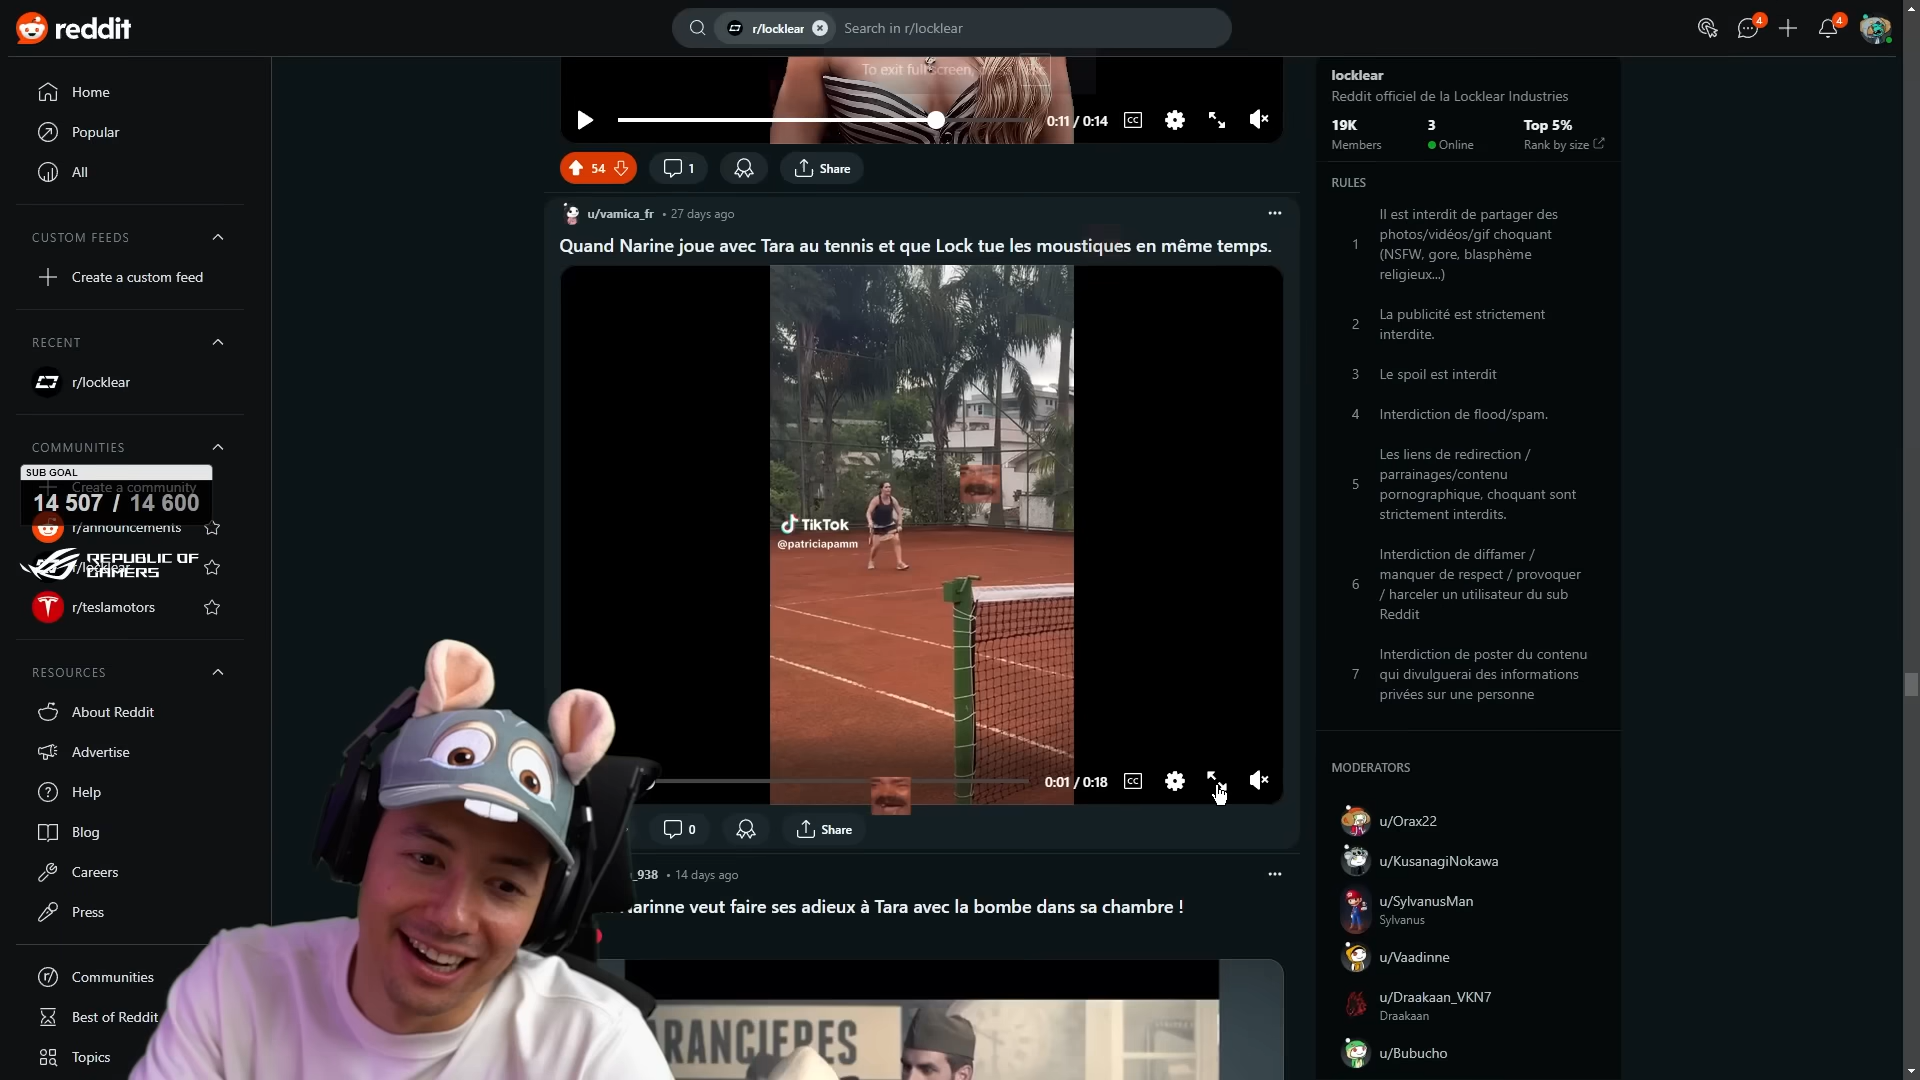 reddit
r/locklear
Search in r/locklear
4
4
Home
Popular
All
CUSTOM FEEDS
Create a custom feed
RECENT
r/locklear
COMMUNITIES
SUB GOAL
Create a community
14 507 / 14 600
r/announcements
REPUBLIC OF
GAMERS
r/locklear
r/teslamotors
RESOURCES
About Reddit
Advertise
Help
Blog
Careers
Press
Communities
Best of Reddit
Topics
To exit full screen,
0:11 / 0:14
CC
54
1
Share
u/vamica_fr • 27 days ago
Quand Narine joue avec Tara au tennis et que Lock tue les moustiques en même temps.
TikTok
@patriciapamm
0:01 / 0:18
CC
0
Share
_938 • 14 days ago
arinne veut faire ses adieux à Tara avec la bombe dans sa chambre !
RANCIERES
locklear
Reddit officiel de la Locklear Industries
19K
3
Top 5%
Members
Online
Rank by size
RULES
1
Il est interdit de partager des
photos/vidéos/gif choquant
(NSFW, gore, blasphème
religieux...)
2
La publicité est strictement
interdite.
3
Le spoil est interdit
4
Interdiction de flood/spam.
5
Les liens de redirection /
parrainages/contenu
pornographique, choquant sont
strictement interdits.
6
Interdiction de diffamer /
manquer de respect / provoquer
/ harceler un utilisateur du sub
Reddit
7
Interdiction de poster du contenu
qui divulguerai des informations
privées sur une personne
MODERATORS
u/Orax22
u/KusanagiNokawa
u/SylvanusMan
Sylvanus
u/Vaadinne
u/Draakaan_VKN7
Draakaan
u/Bubucho